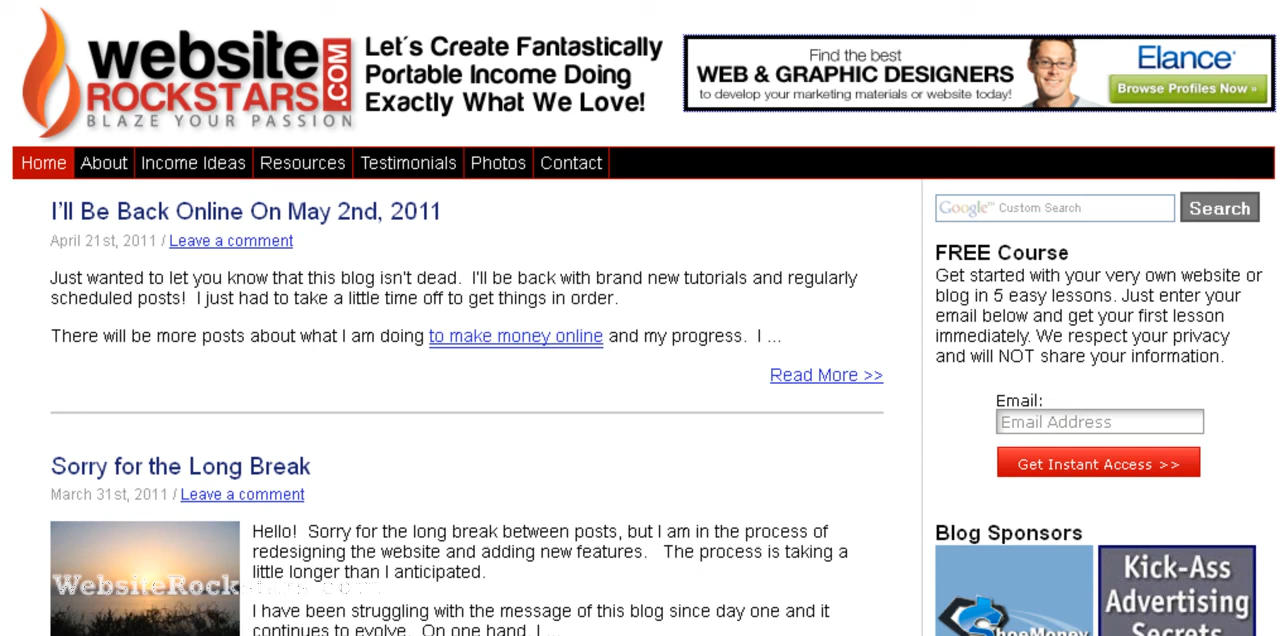 website
ROCKSTARS
.COM
BLAZE YOUR PASSION
Let's Create Fantastically
Portable Income Doing
Exactly What We Love!
Find the best
WEB & GRAPHIC DESIGNERS
to develop your marketing materials or website today!
Elance
Browse Profiles Now »
Home About Income Ideas Resources Testimonials Photos Contact
I'll Be Back Online On May 2nd, 2011
April 21st, 2011 / Leave a comment
Just wanted to let you know that this blog isn't dead. I'll be back with brand new tutorials and regularly
scheduled posts! I just had to take a little time off to get things in order.
There will be more posts about what I am doing to make money online and my progress. I ...
Read More >>
Sorry for the Long Break
March 31st, 2011 / Leave a comment
Hello! Sorry for the long break between posts, but I am in the process of
redesigning the website and adding new features. The process is taking a
little longer than I anticipated.
I have been struggling with the message of this blog since day one and it
continues to evolve. On one hand, I ...
WebsiteRockstars.com
Google™ Custom Search
Search
FREE Course
Get started with your very own website or
blog in 5 easy lessons. Just enter your
email below and get your first lesson
immediately. We respect your privacy
and will NOT share your information.
Email:
Email Address
Get Instant Access >>
Blog Sponsors
ShoeMoney
Kick-Ass
Advertising
Secrets